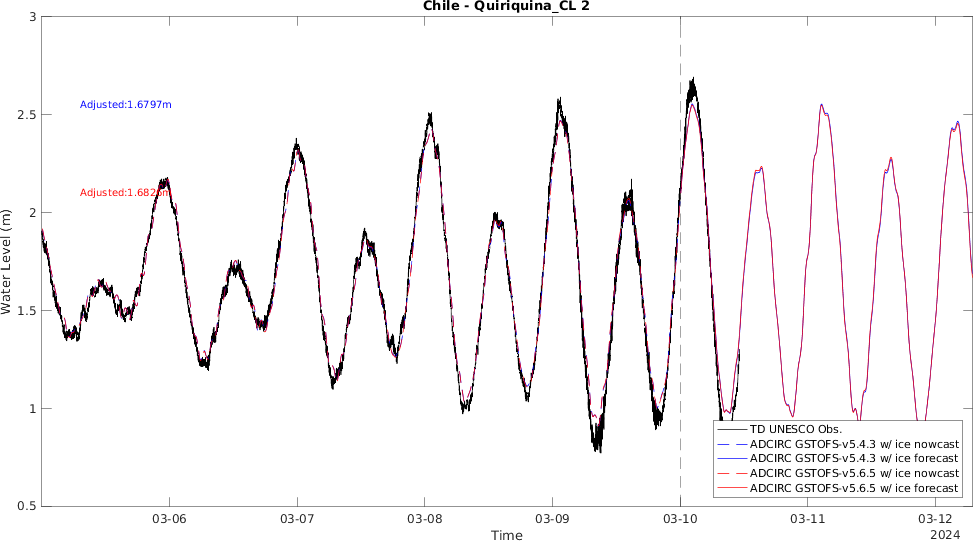 Chile - Quiriquina_CL 2
3
2.5
2
1.5
1
0.5
Water Level (m)
Adjusted:1.6797m
Adjusted:1.6826m
TD UNESCO Obs.
ADCIRC GSTOFS-v5.4.3 w/ ice nowcast
ADCIRC GSTOFS-v5.4.3 w/ ice forecast
ADCIRC GSTOFS-v5.6.5 w/ ice nowcast
ADCIRC GSTOFS-v5.6.5 w/ ice forecast
03-06 03-07 03-08 03-09 03-10 03-11 03-12
Time
2024